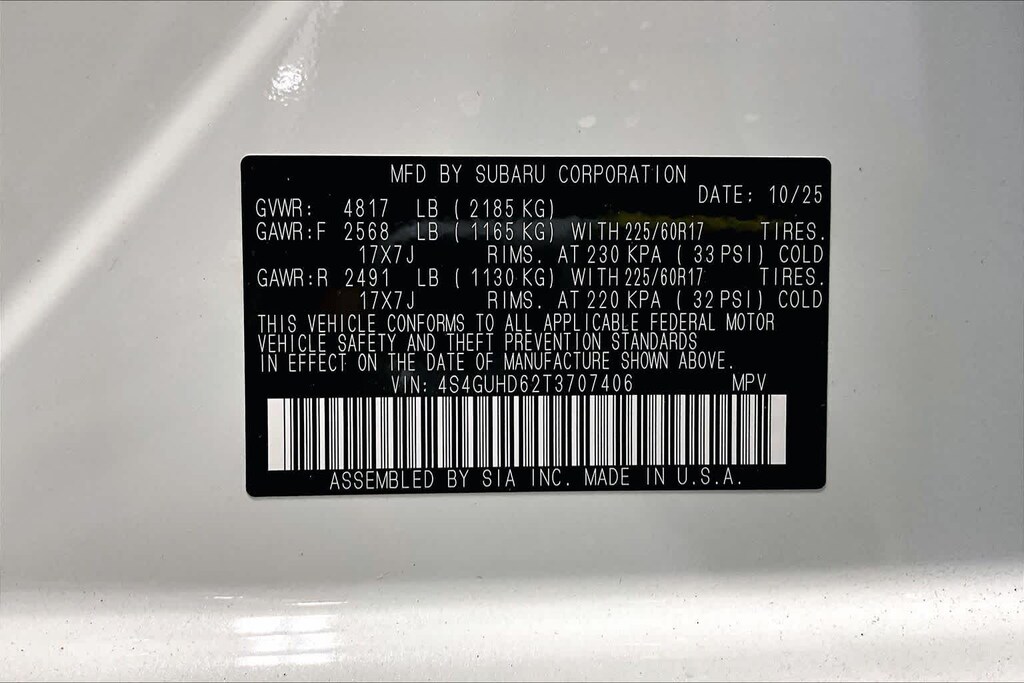 MFD BY SUBARU CORPORATION
DATE: 10/25
GVWR: 4817 LB ( 2185 KG)
GAWR:F 2568 LB ( 1165 KG) WITH 225/60R17 TIRES.
17X7J RIMS. AT 230 KPA ( 33 PSI) COLD
GAWR:R 2491 LB ( 1130 KG) WITH 225/60R17 TIRES.
17X7J RIMS. AT 220 KPA ( 32 PSI) COLD
THIS VEHICLE CONFORMS TO ALL APPLICABLE FEDERAL MOTOR
VEHICLE SAFETY AND THEFT PREVENTION STANDARDS
IN EFFECT ON THE DATE OF MANUFACTURE SHOWN ABOVE.
VIN: 4S4GUHD62T3707406 MPV
ASSEMBLED BY SIA INC. MADE IN U.S.A.